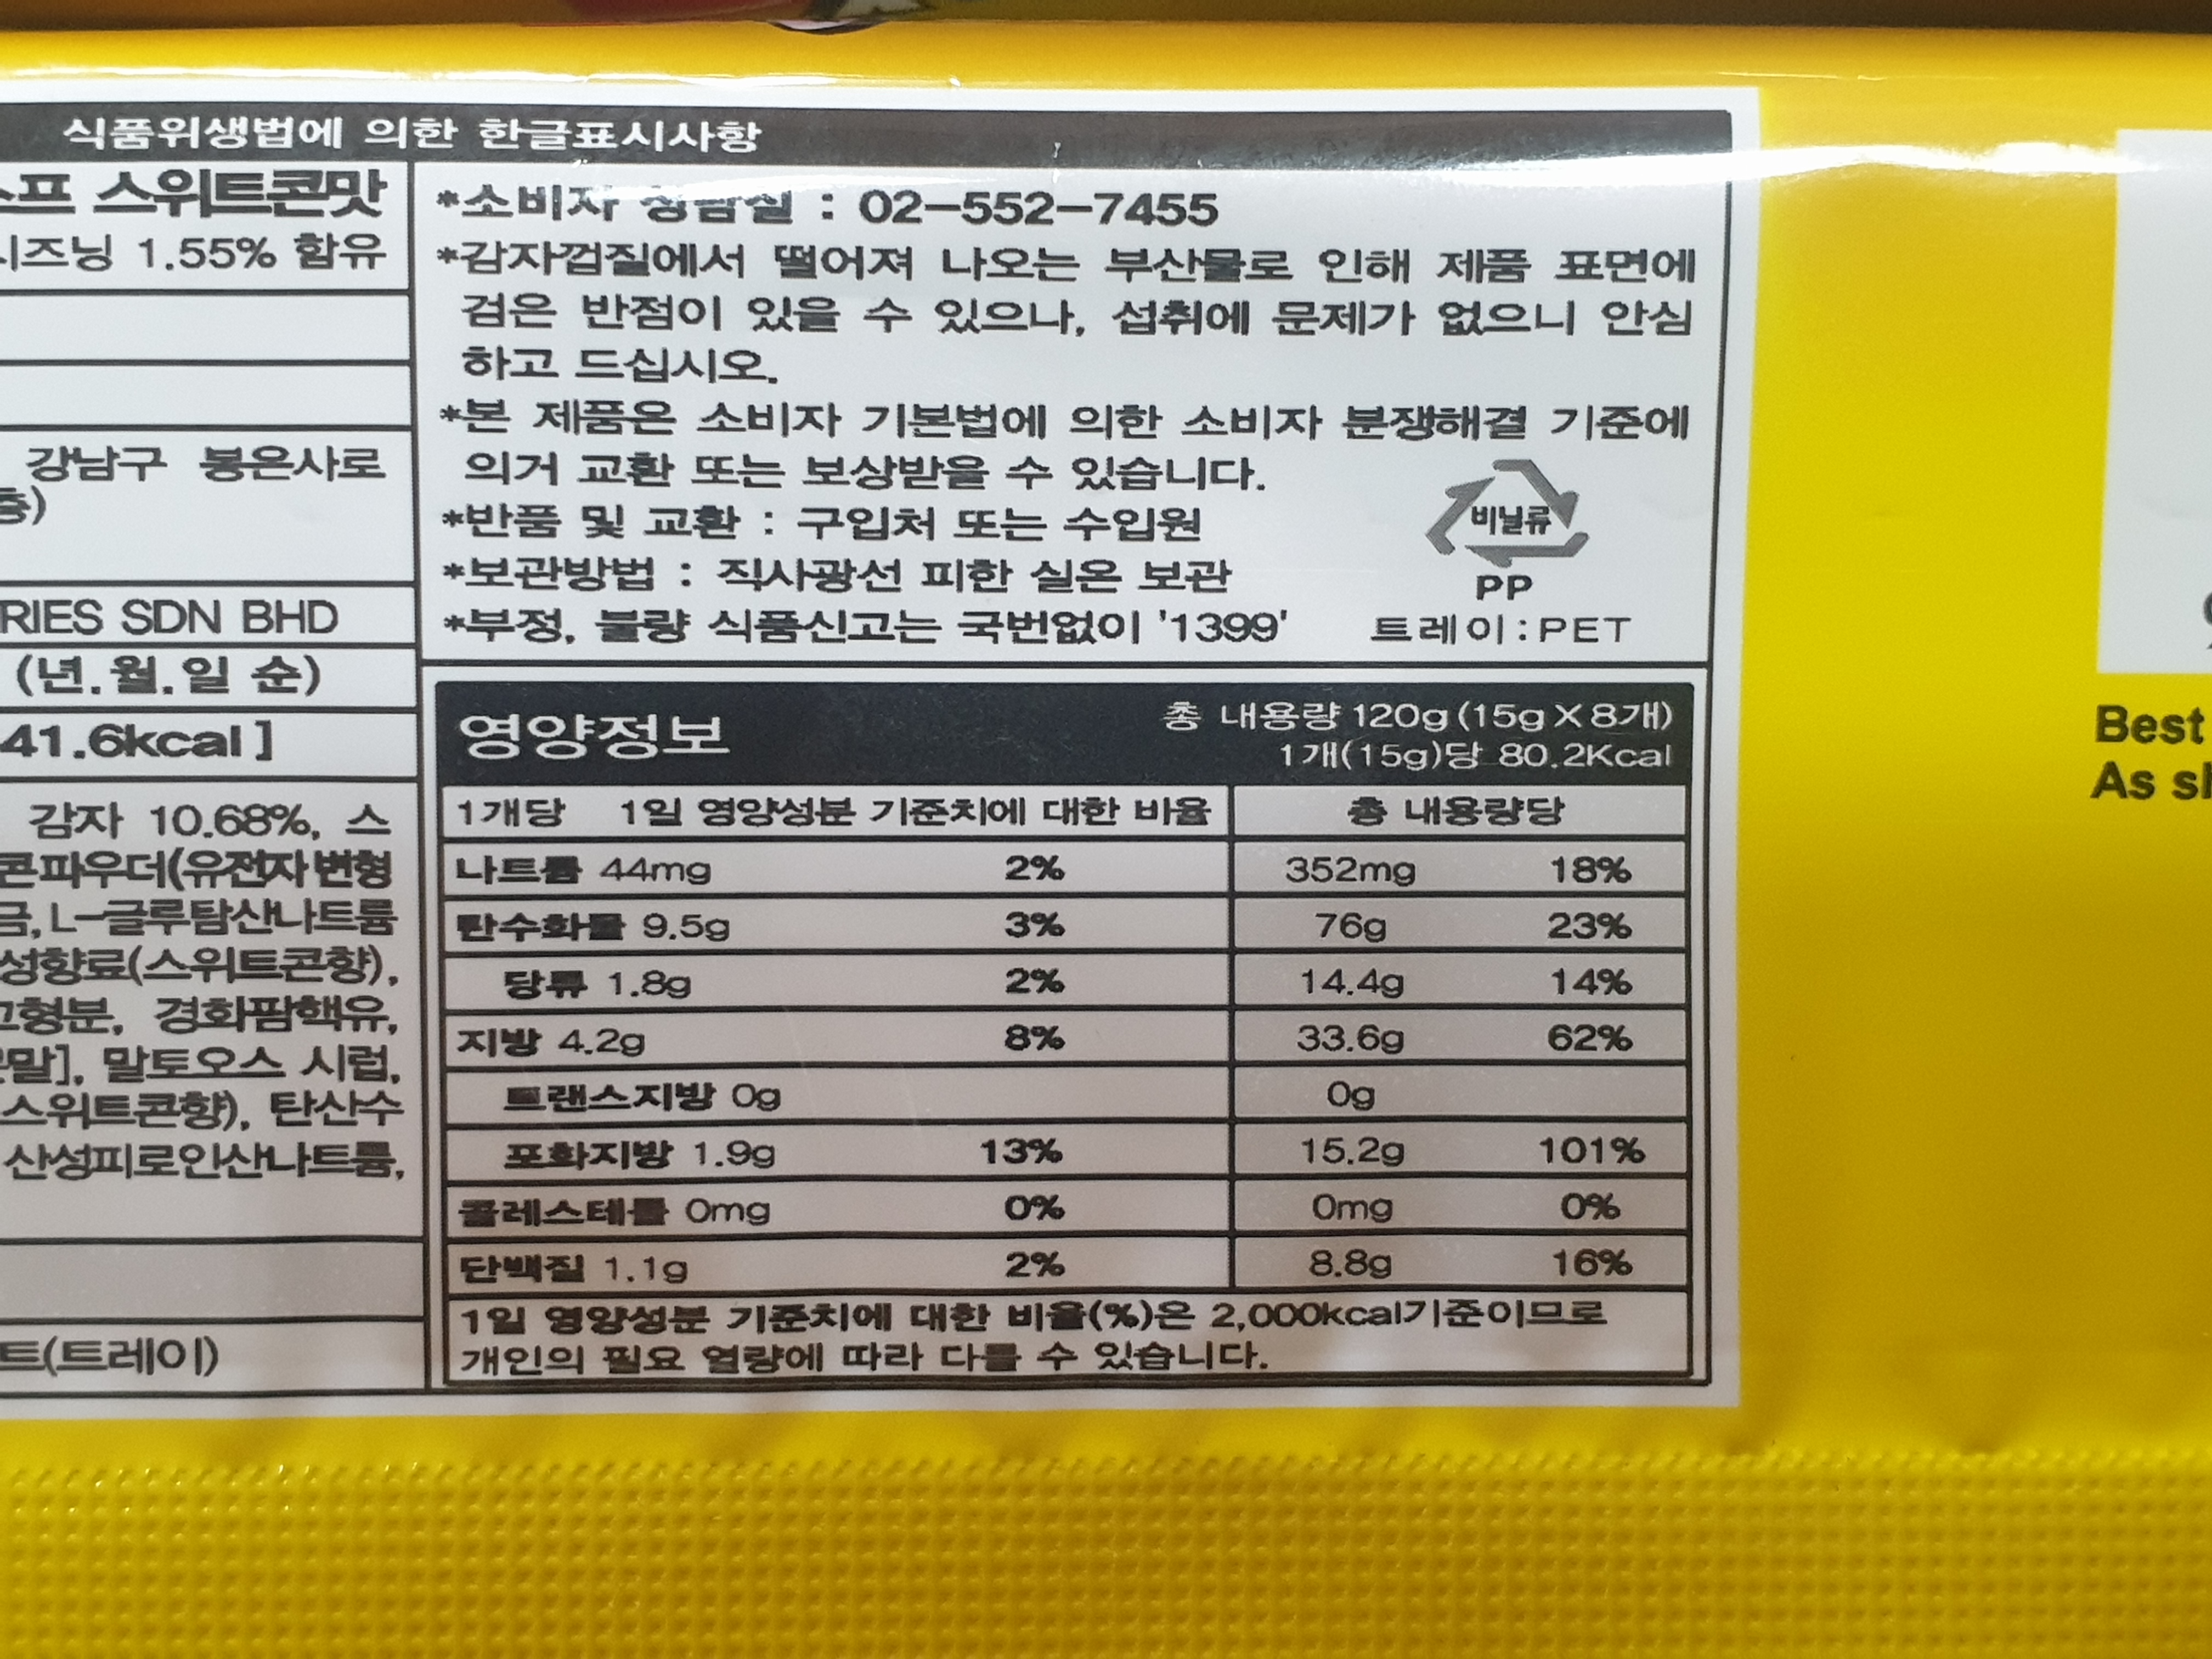 식품위생법에 의한 한글표시사항
스위트콘맛
시즈닝 1.55% 함유
강남구 봉은사로
층)
RIES SDN BHD
(년.월.일 순)
41.6kcal]
감자 10.68%, 스
콘파우더(유전자변형
금, L-글루탐산나트륨
성향료(스위트콘향),
고형분, 경화팜핵유,
분말], 말토오스 시럽,
스위트콘향), 탄산수
산성피로인산나트륨,
트(트레이)
*소비자 상담실 : 02-552-7455
*감자껍질에서 떨어져 나오는 부산물로 인해 제품 표면에
검은 반점이 있을 수 있으나, 섭취에 문제가 없으니 안심
하고 드십시오.
*본 제품은 소비자 기본법에 의한 소비자 분쟁해결 기준에
의거 교환 또는 보상받을 수 있습니다.
*반품 및 교환 : 구입처 또는 수입원
*보관방법 : 직사광선 피한 실온 보관
*부정, 불량 식품신고는 국번없이 '1399'
비닐류
PP
트레이:PET
영양정보
총 내용량 120g (15g X 8개)
1개(15g)당 80.2Kcal
1개당 1일 영양성분 기준치에 대한 비율 총 내용량당
나트륨 44mg 2% 352mg 18%
탄수화물 9.5g 3% 76g 23%
당류 1.8g 2% 14.4g 14%
지방 4.2g 8% 33.6g 62%
트랜스지방 0g 0g
포화지방 1.9g 13% 15.2g 101%
콜레스테롤 0mg 0% 0mg 0%
단백질 1.1g 2% 8.8g 16%
1일 영양성분 기준치에 대한 비율(%)은 2,000kcal기준이므로
개인의 필요 열량에 따라 다를 수 있습니다.
Best
As